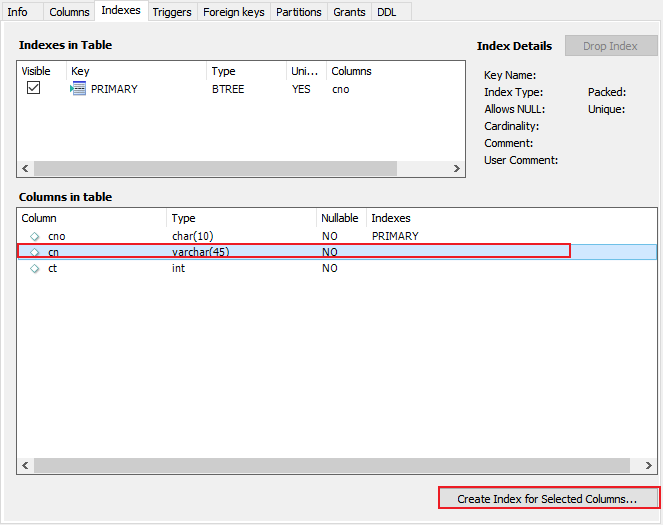 Info Columns Indexes Triggers Foreign keys Partitions Grants DDL
Indexes in Table
Index Details Drop Index
Visible Key Type Uni... Columns
PRIMARY BTREE YES cno
Key Name:
Index Type: Packed:
Allows NULL: Unique:
Cardinality:
Comment:
User Comment:
Columns in table
Column Type Nullable Indexes
cno char(10) NO PRIMARY
cn varchar(45) NO
ct int NO
Create Index for Selected Columns...